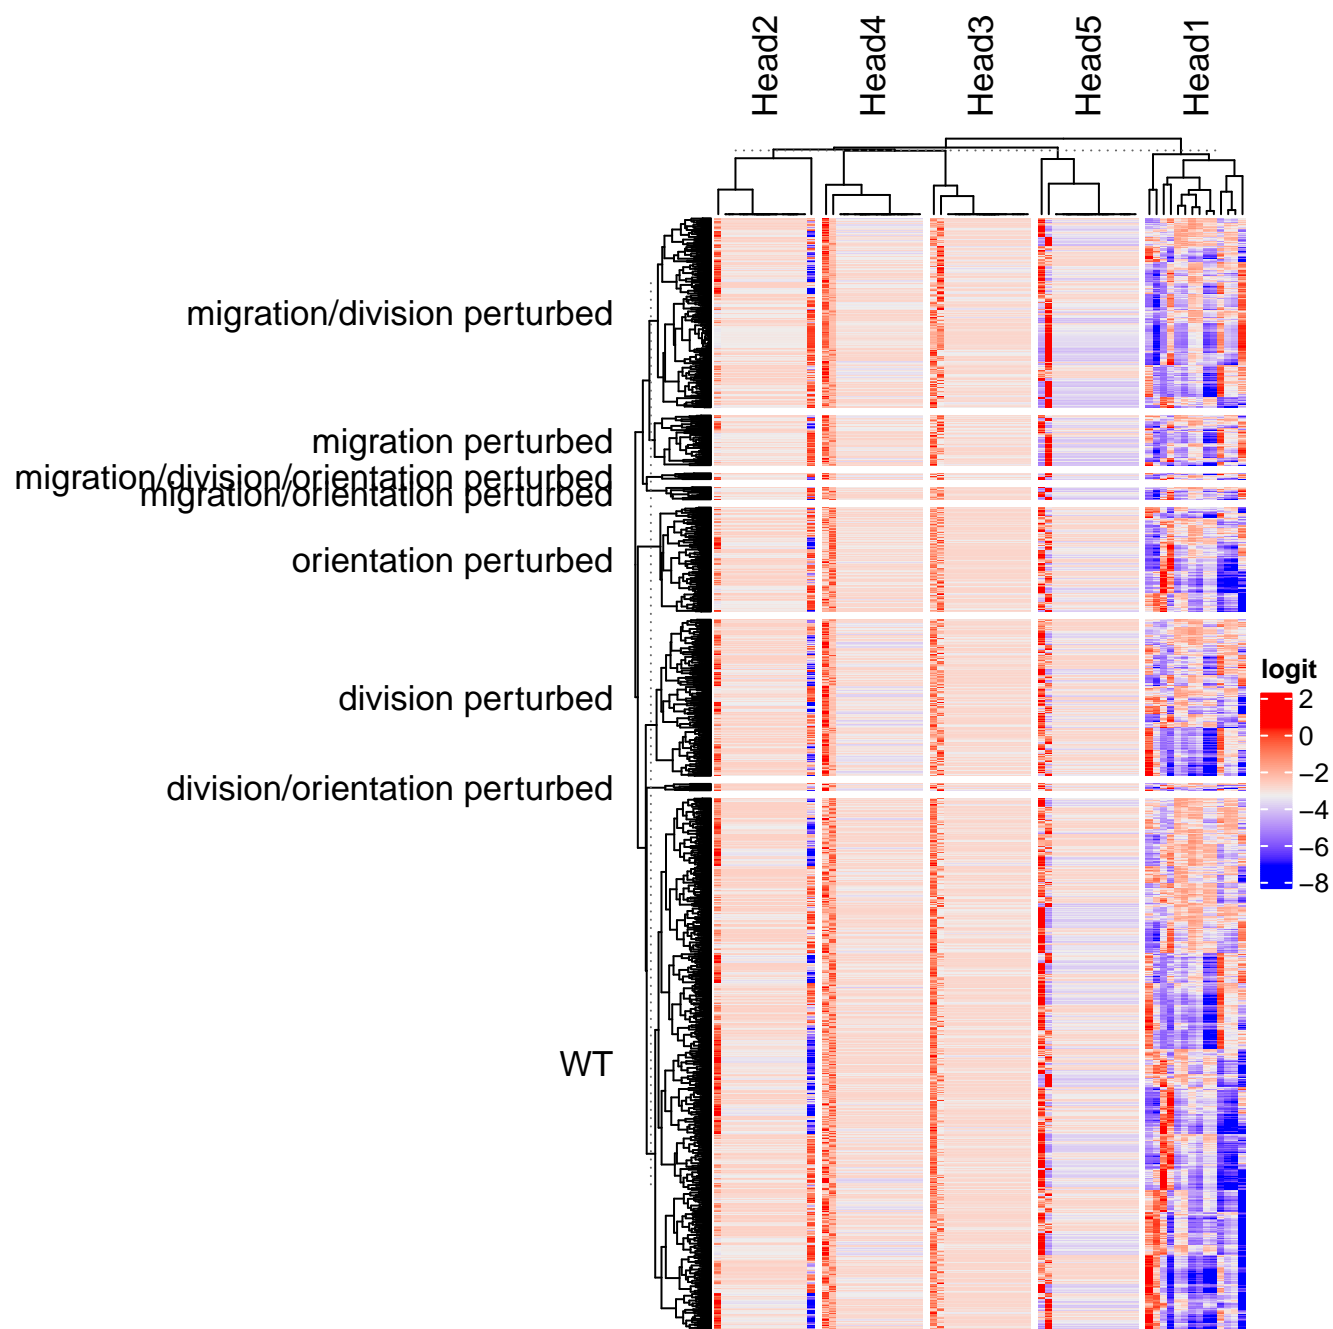 Head2
Head4
Head3
Head5
Head1
migration/division perturbed
migration perturbed
migration/division/orientation perturbed
migration/orientation perturbed
orientation perturbed
division perturbed
division/orientation perturbed
WT
logit
2
0
−2
−4
−6
−8